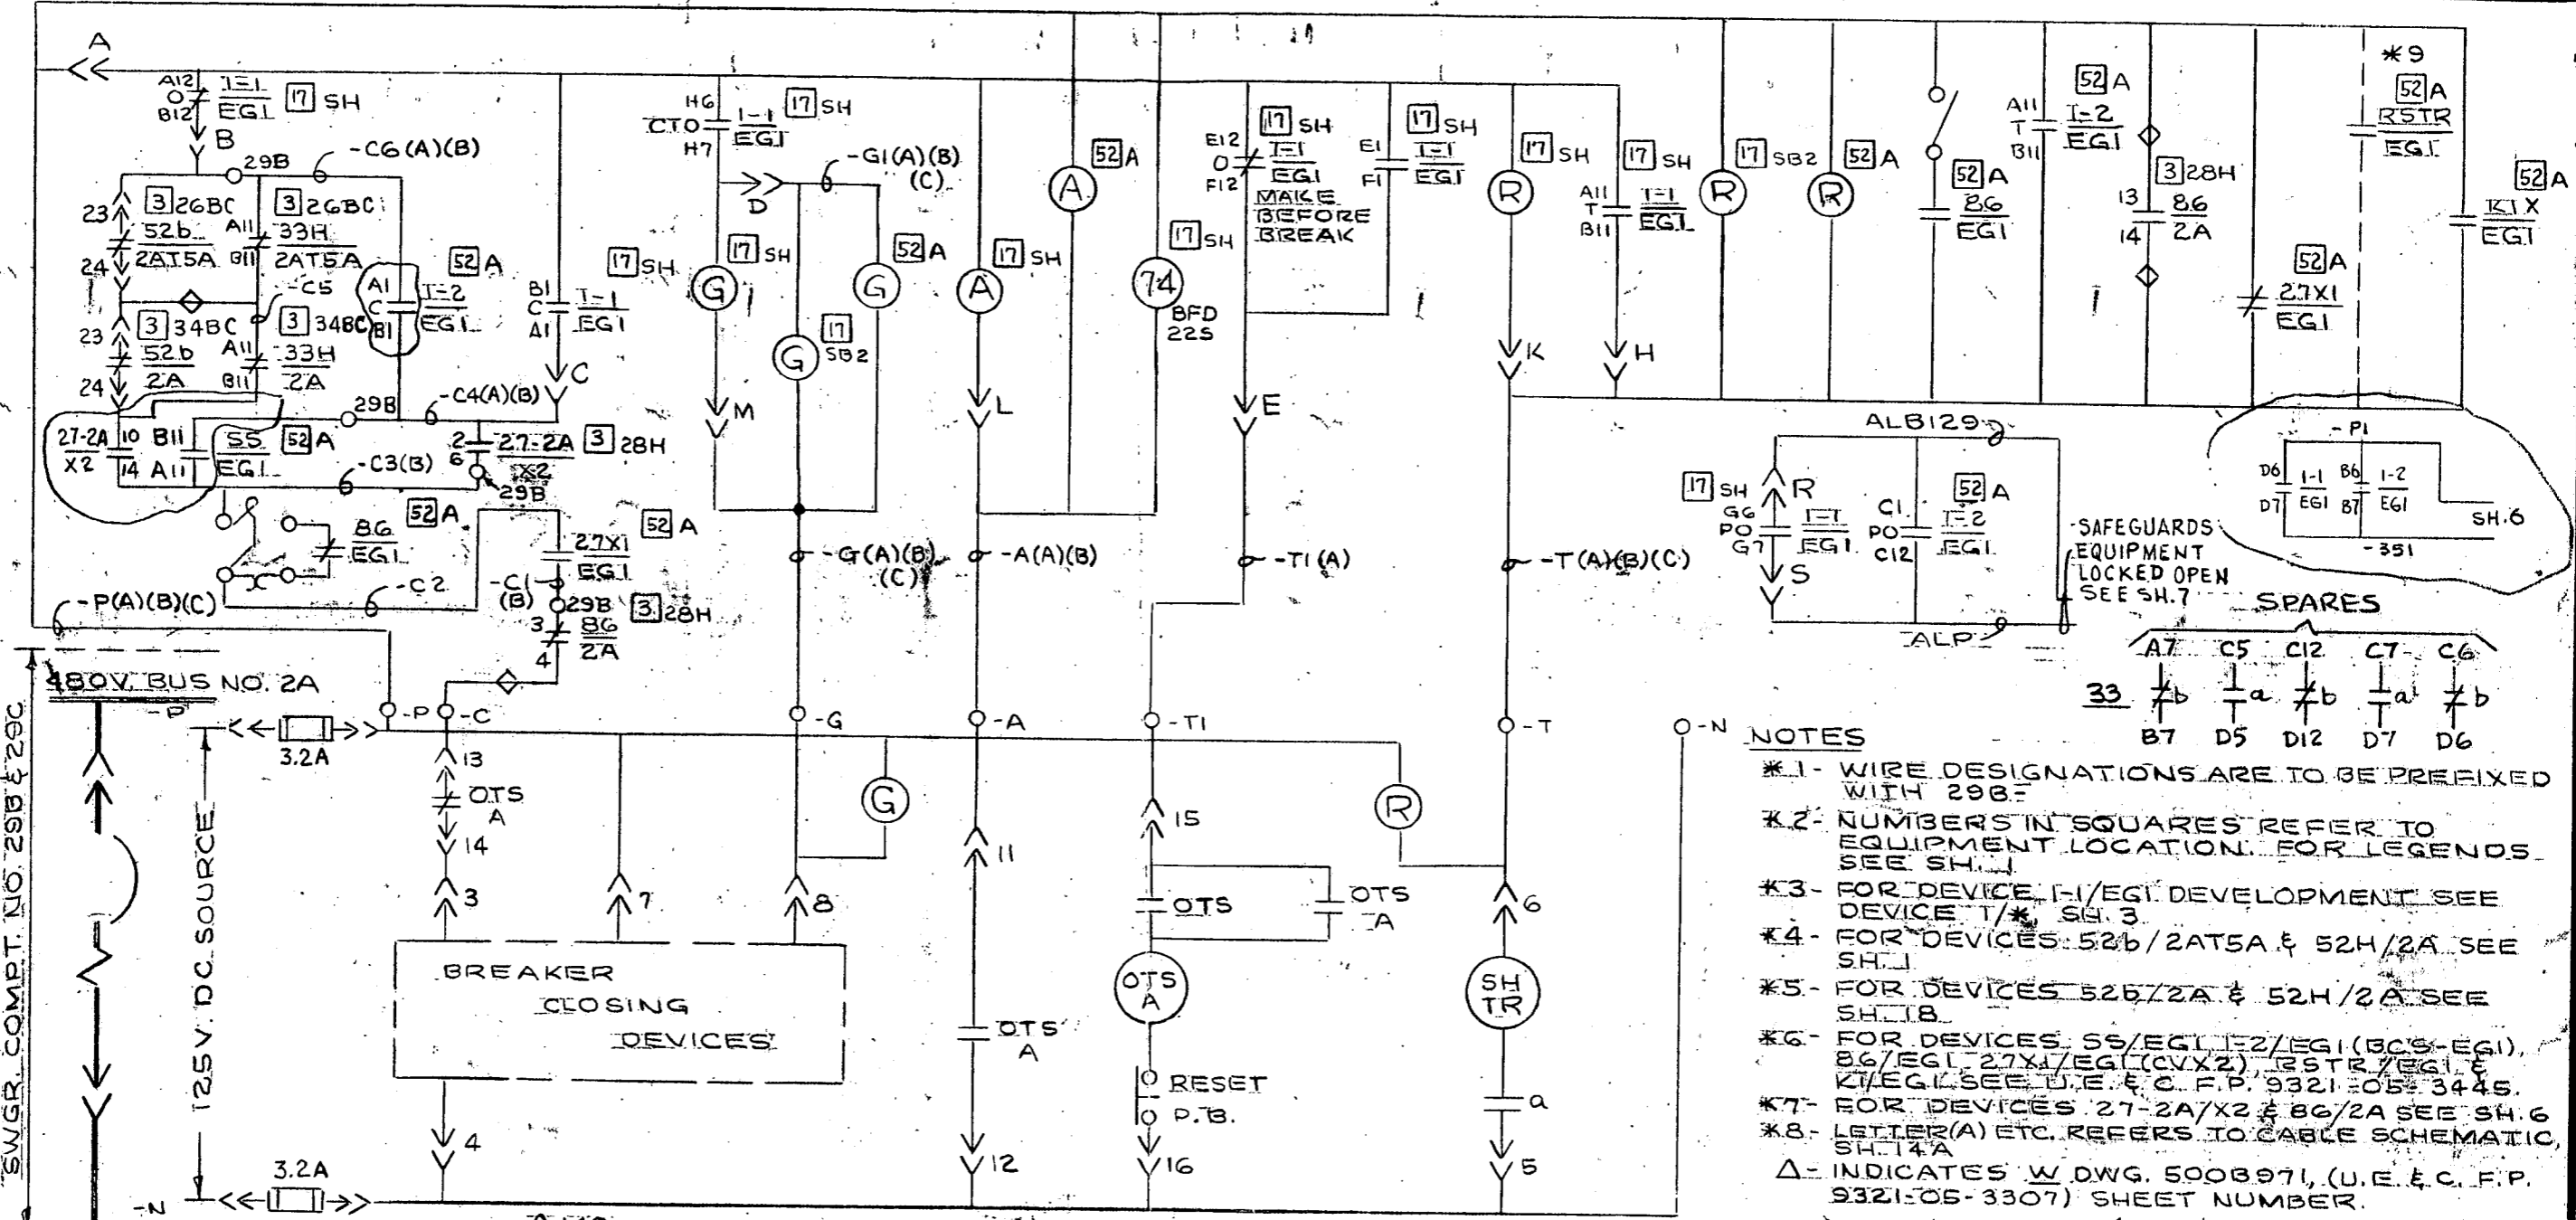 A
A12
O
B12
1-1
EG1
17 SH
B
29B
-C6(A)(B)
23
3 26BC
52b
2AT5A
24
A11
3 26BC
33H
2AT5A
B11
-C5
A1
C
B1
52 A
1-2
EG1
23
3 34BC
52b
2A
24
A11
3 34BC
33H
2A
B11
B1
C
A1
17 SH
1-1
EG1
C
29B
-C4(A)(B)
27-2A
X2
10
14
B11
A11
SS
EG1
52 A
2
6
27-2A
X2
3 28H
29B
-C3(B)
86
EG1
52 A
27X1
EG1
52 A
-C1
(B)
-C2
29B
3 28H
3
4
86
2A
-P(A)(B)(C)
H6
CTO
H7
1-1
EG1
17 SH
D
-G1(A)(B)
(C)
G
17 SH
G
52 A
G
17
SB2
M
-G(A)(B)
(C)
A
17 SH
L
-A(A)(B)
A
52 A
74
17 SH
BFD
22S
E12
O
F12
17 SH
1-1
EG1
MAKE
BEFORE
BREAK
E1
F1
17 SH
1-1
EG1
E
-T1(A)
R
17 SH
K
-T(A)(B)(C)
A11
T
B11
17 SH
1-1
EG1
H
R
17 SB2
R
52 A
52 A
86
EG1
A11
T
B11
52 A
1-2
EG1
3 28H
13
14
86
2A
52 A
27X1
EG1
*9
52 A
RSTR
EG1
52 A
K1X
EG1
ALB129
17 SH
R
G6
PO
G7
1-1
EG1
S
C1
PO
C12
52 A
1-2
EG1
ALP
SAFEGUARDS
EQUIPMENT
LOCKED OPEN
SEE SH.7
-P1
D6
D7
1-1
EG1
B6
B7
1-2
EG1
SH.6
-351
SPARES
A7 C5 C12 C7 C6
33 b a b a b
B7 D5 D12 D7 D6
480V. BUS NO. 2A
SWGR. COMPT. NO. 29B & 29C
125V. D.C. SOURCE
-P
3.2A
-P
-C
-G
-A
-T1
-T
-N
13
OTS
A
14
3
7
8
G
11
15
R
6
BREAKER
CLOSING
DEVICES
4
OTS
A
12
OTS
OTS
A
OTS
A
RESET
P.B.
16
SH
TR
a
5
-N
3.2A
NOTES
*1- WIRE DESIGNATIONS ARE TO BE PREFIXED
WITH 29B-
*2- NUMBERS IN SQUARES REFER TO
EQUIPMENT LOCATION. FOR LEGENDS
SEE SH. 1
*3- FOR DEVICE 1-1/EG1 DEVELOPMENT SEE
DEVICE 1/*, SH. 3
*4- FOR DEVICES 52b/2AT5A & 52H/2A SEE
SH. 1
*5- FOR DEVICES 52b/2A & 52H/2A SEE
SH. 18
*6- FOR DEVICES SS/EG1, 1-2/EG1 (BCS-EG1),
86/EG1, 27X1/EG1 (CVX2), RSTR/EG1 &
K1/EG1 SEE U.E. & C. F.P. 9321-05-3445.
*7- FOR DEVICES 27-2A/X2 & 86/2A SEE SH. 6
*8- LETTER(A) ETC. REFERS TO CABLE SCHEMATIC,
SH. 14A
Δ- INDICATES W DWG. 500B971, (U.E. & C. F.P.
9321-05-3307) SHEET NUMBER.